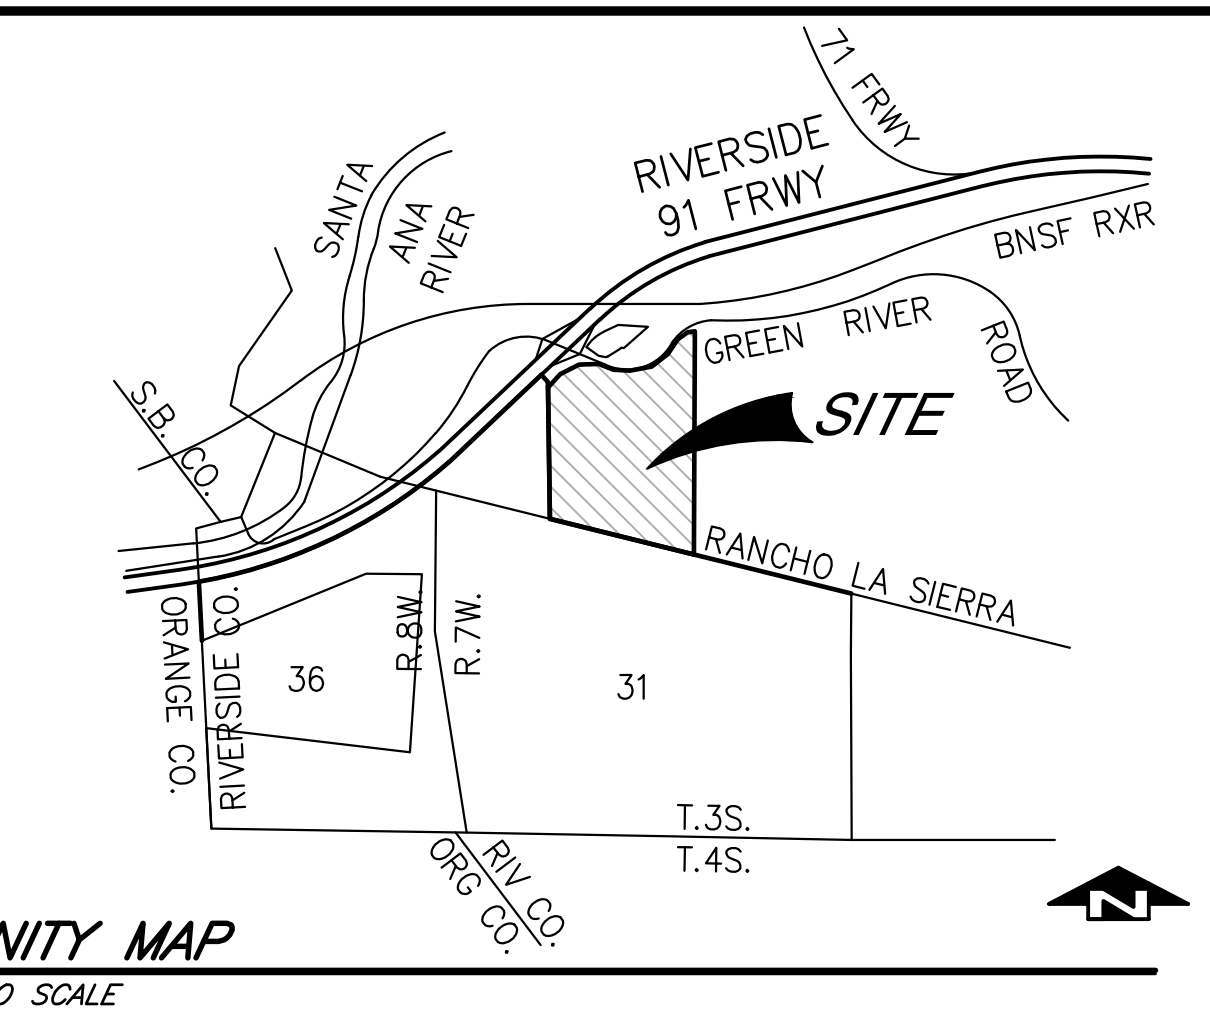 71 FRWY
RIVERSIDE
91 FRWY
SANTA
ANA
RIVER
BNSF RXR
GREEN RIVER
ROAD
S.B. CO.
SITE
RANCHO LA SIERRA
ORANGE CO.
RIVERSIDE CO.
R.8W.
R.7W.
36
31
T.3S.
T.4S.
RIV CO.
ORG CO.
N
NITY MAP
O SCALE